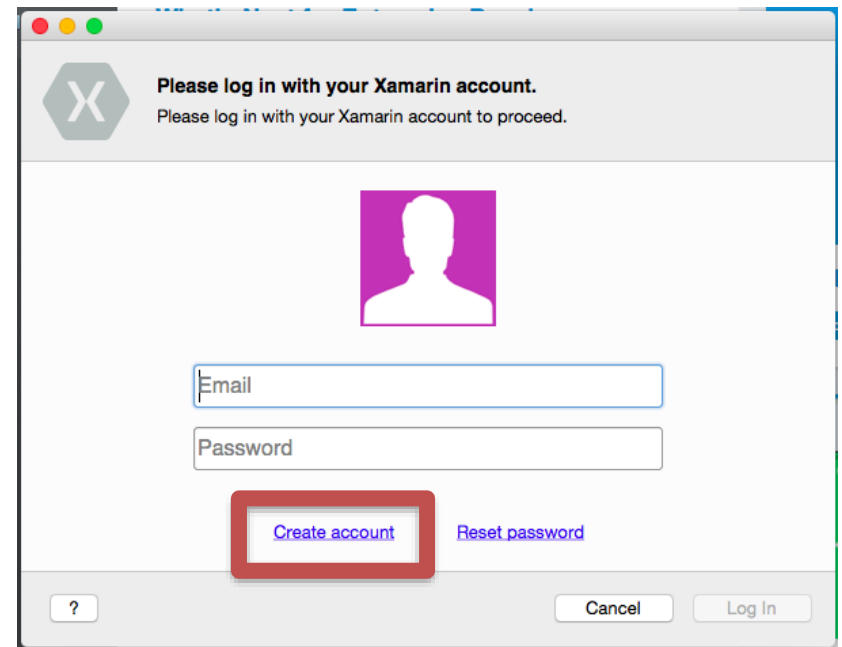 Please log in with your Xamarin account.
Please log in with your Xamarin account to proceed.
Email
Password
Create account Reset password
? Cancel Log In